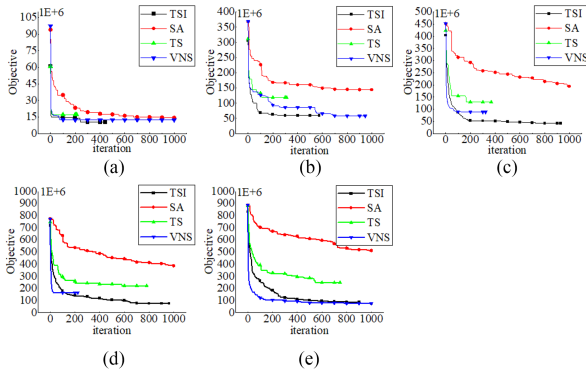 1E+6
105
90
75
60
45
30
15
0
Objective
TSI
SA
TS
VNS
0 200 400 600 800 1000
iteration
(a)
1E+6
400
350
300
250
200
150
100
50
0
Objective
TSI
SA
TS
VNS
0 200 400 600 800 1000
iteration
(b)
1E+6
450
400
350
300
250
200
150
100
50
0
Objective
TSI
SA
TS
VNS
0 200 400 600 800 1000
iteration
(c)
1E+6
1000
900
800
700
600
500
400
300
200
100
0
Objective
TSI
SA
TS
VNS
0 200 400 600 800 1000
iteration
(d)
1E+6
900
800
700
600
500
400
300
200
100
0
Objective
TSI
SA
TS
VNS
0 200 400 600 800 1000
iteration
(e)